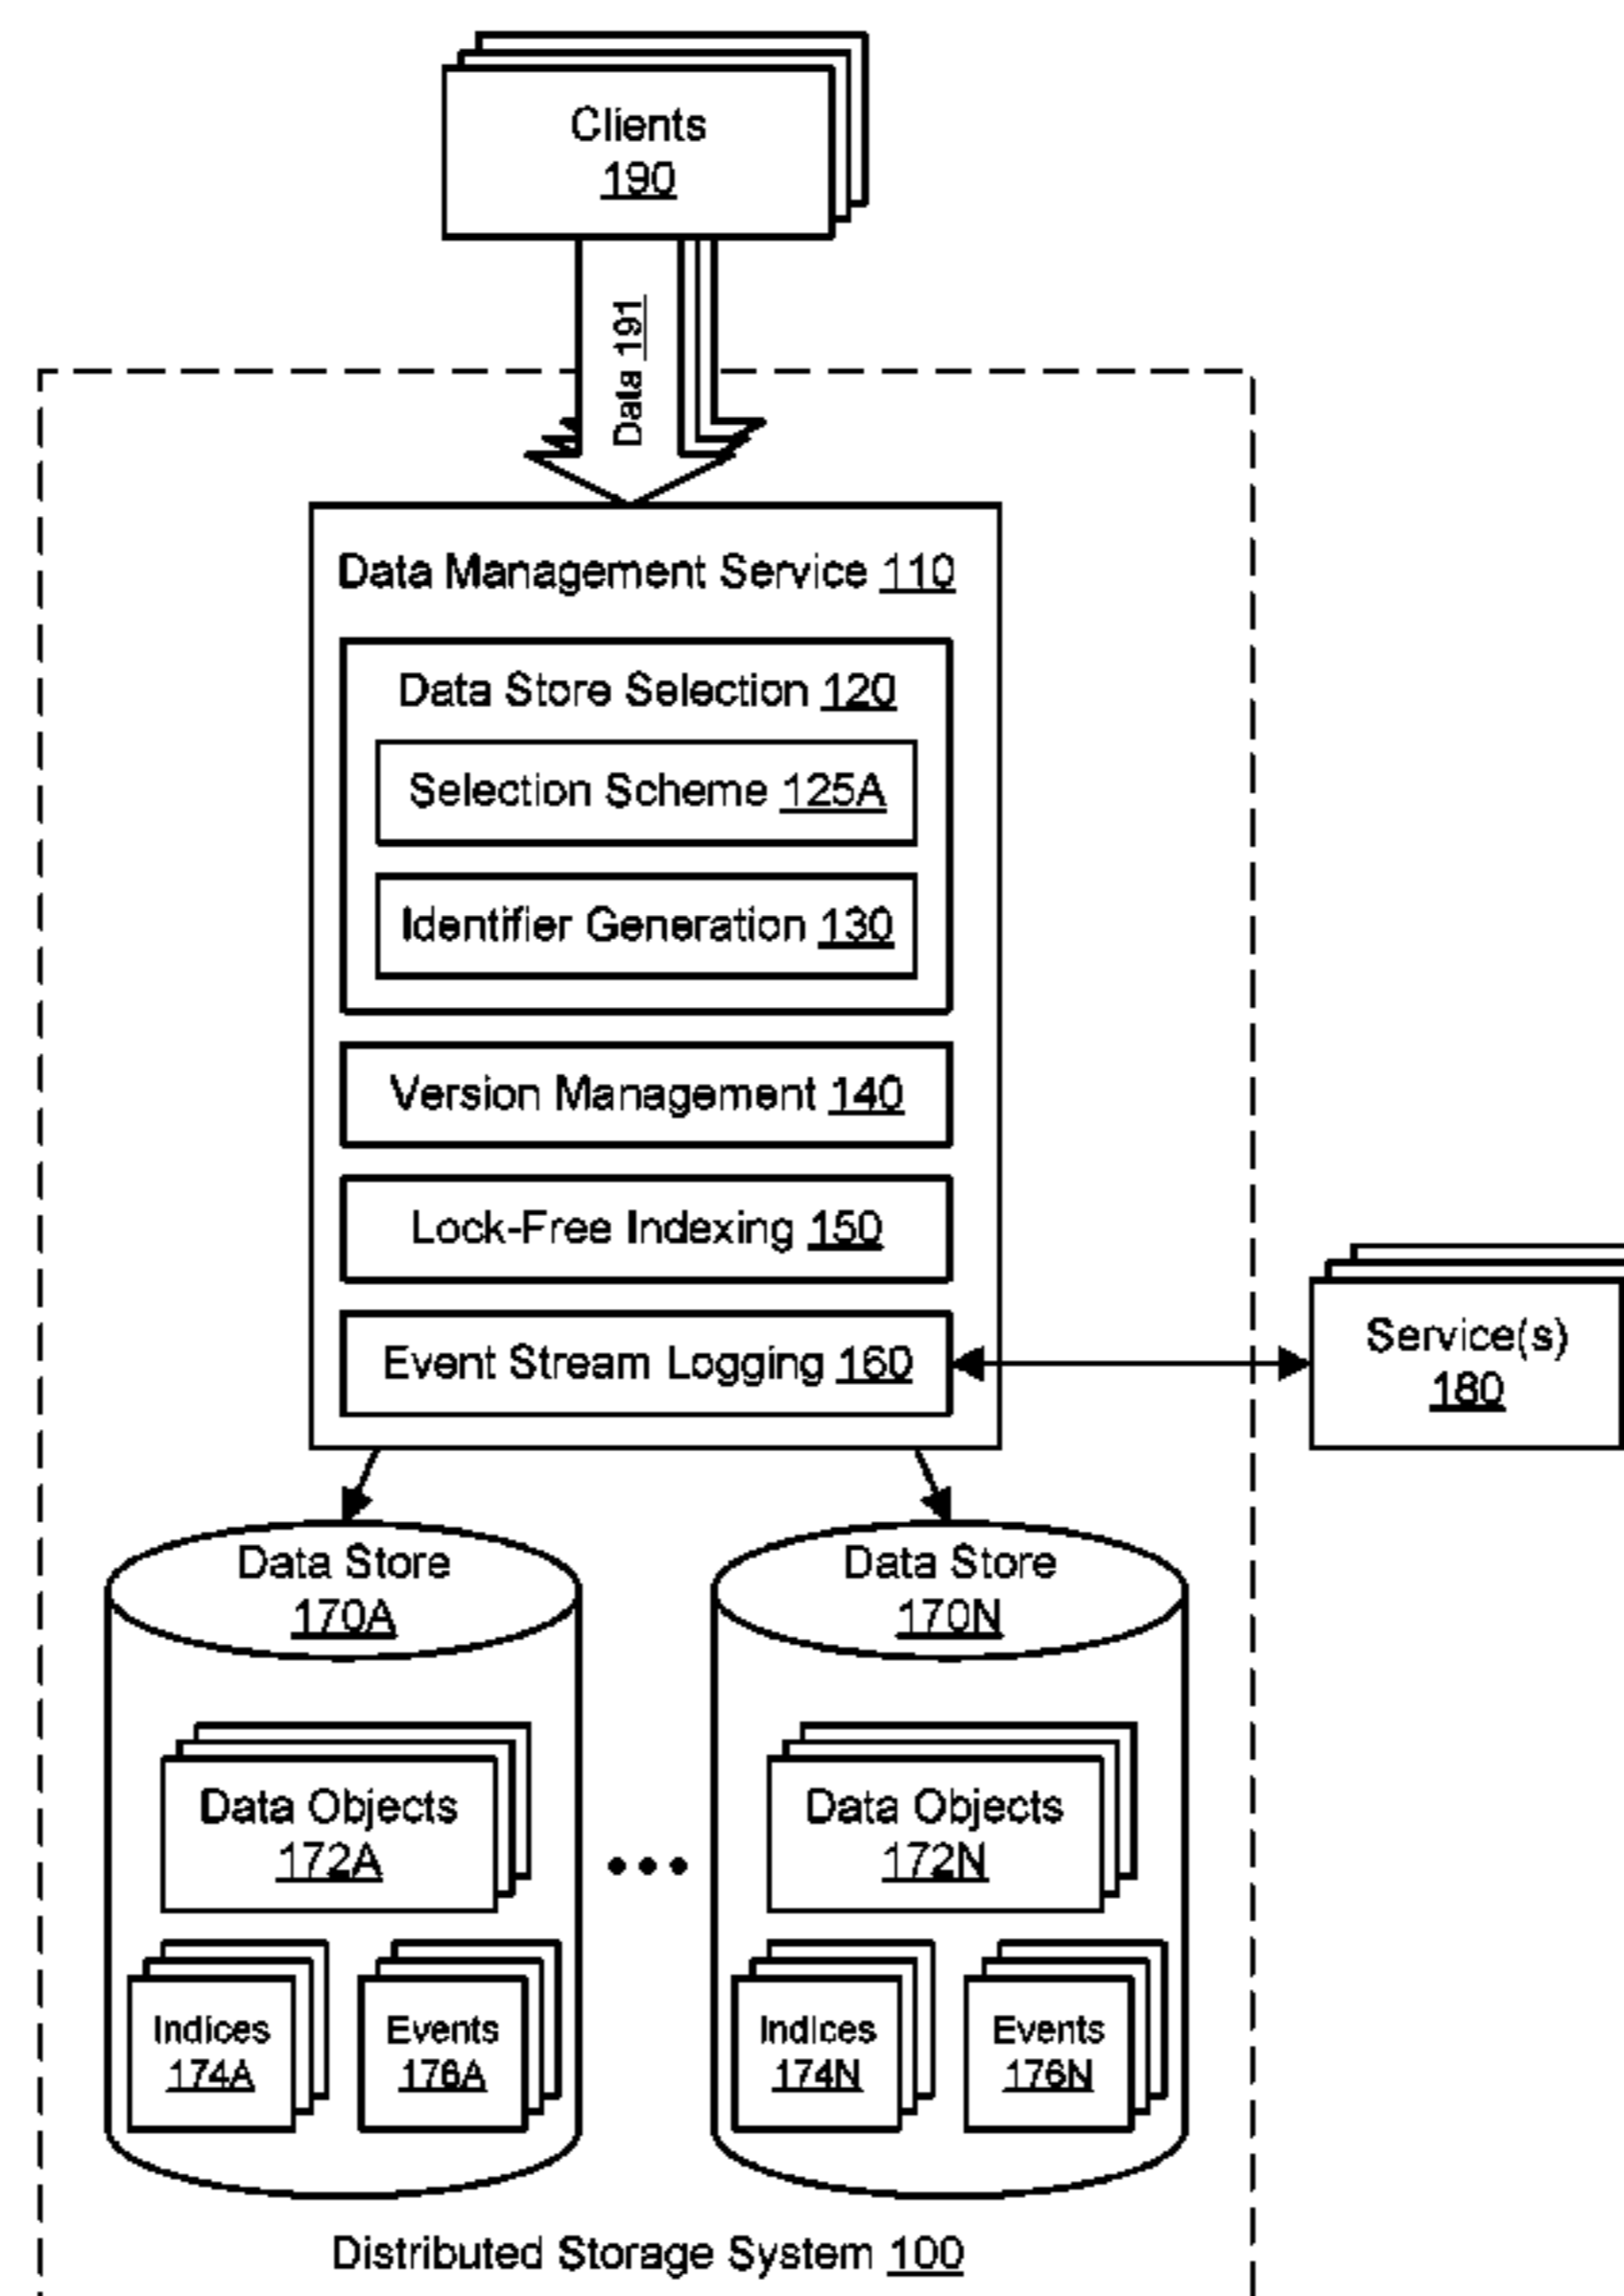 Clients
190
Data 191
Data Management Service 110
Data Store Selection 120
Selection Scheme 125A
Identifier Generation 130
Version Management 140
Lock-Free Indexing 150
Event Stream Logging 160
Service(s)
180
Data Store
170A
Data Store
170N
Data Objects
172A
Data Objects
172N
Indices
174A
Events
176A
Indices
174N
Events
176N
Distributed Storage System 100